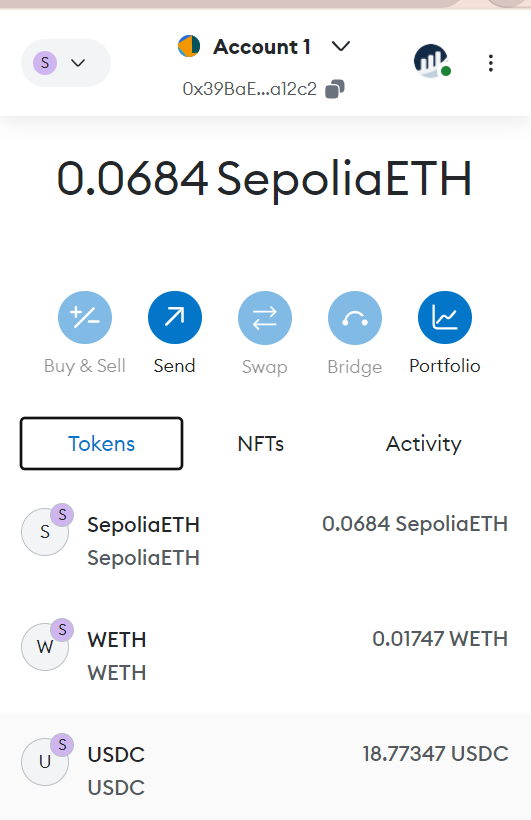 S
Account 1
0x39BaE...a12c2
0.0684 SepoliaETH
Buy & Sell
Send
Swap
Bridge
Portfolio
Tokens
NFTs
Activity
S
S
SepoliaETH
0.0684 SepoliaETH
SepoliaETH
S
W
WETH
0.01747 WETH
WETH
S
U
USDC
18.77347 USDC
USDC